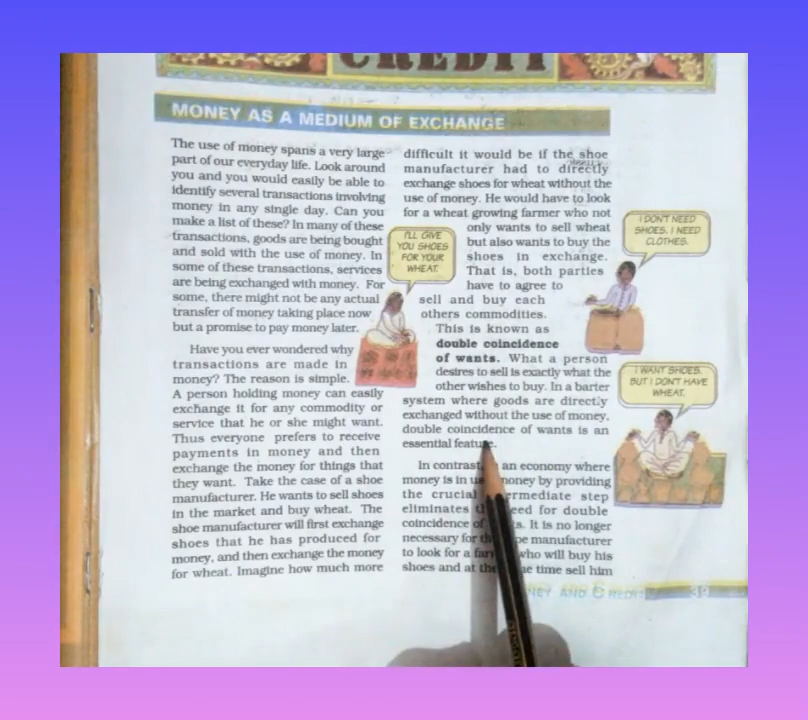 CREDIT
MONEY AS A MEDIUM OF EXCHANGE
The use of money spans a very large
part of our everyday life. Look around
you and you would easily be able to
identify several transactions involving
money in any single day. Can you
make a list of these? In many of these
transactions, goods are being bought
and sold with the use of money. In
some of these transactions, services
are being exchanged with money. For
some, there might not be any actual
transfer of money taking place now
but a promise to pay money later.
Have you ever wondered why
transactions are made in
money? The reason is simple.
A person holding money can easily
exchange it for any commodity or
service that he or she might want.
Thus everyone prefers to receive
payments in money and then
exchange the money for things that
they want. Take the case of a shoe
manufacturer. He wants to sell shoes
in the market and buy wheat. The
shoe manufacturer will first exchange
shoes that he has produced for
money, and then exchange the money
for wheat. Imagine how much more
difficult it would be if the shoe
manufacturer had to directly
exchange shoes for wheat without the
use of money. He would have to look
for a wheat growing farmer who not
only wants to sell wheat
but also wants to buy the
shoes in exchange.
That is, both parties
have to agree to
sell and buy each
others commodities.
This is known as
double coincidence
of wants. What a person
desires to sell is exactly what the
other wishes to buy. In a barter
system where goods are directly
exchanged without the use of money,
double coincidence of wants is an
essential feature.
In contrast, an economy where
money is in money by providing
the crucial step
eliminates for double
coincidence of It is no longer
necessary for manufacturer
to look for a who will buy his
shoes and at time sell him
I'LL GIVE
YOU SHOES
FOR YOUR
WHEAT.
I DON'T NEED
SHOES. I NEED
CLOTHES.
I WANT SHOES.
BUT I DON'T HAVE
WHEAT.
AND CREDIT 39